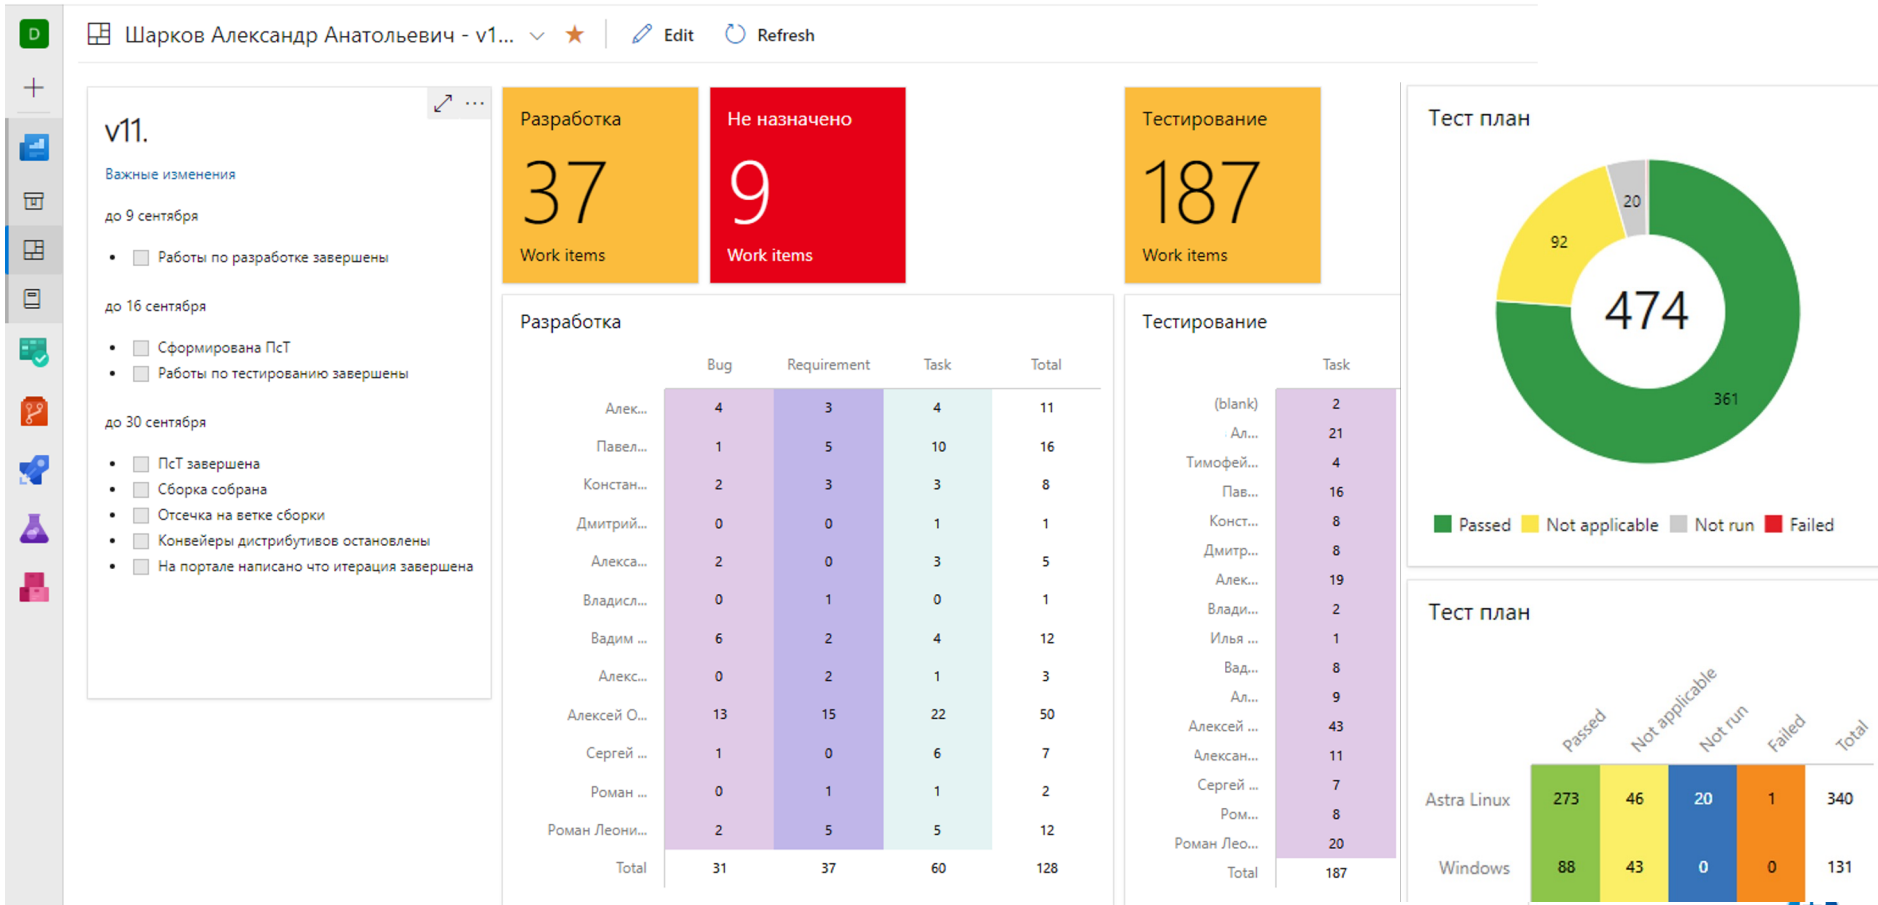 D
Шарков Александр Анатольевич - v1...
Edit
Refresh
v11.
Важные изменения
до 9 сентября
Работы по разработке завершены
до 16 сентября
Сформирована ПсТ
Работы по тестированию завершены
до 30 сентября
ПсТ завершена
Сборка собрана
Отсечка на ветке сборки
Конвейеры дистрибутивов остановлены
На портале написано что итерация завершена
Разработка
37
Work items
Не назначено
9
Work items
Разработка
Bug Requirement Task Total
Алек... 4 3 4 11
Павел... 1 5 10 16
Констан... 2 3 3 8
Дмитрий... 0 0 1 1
Алекса... 2 0 3 5
Владисл... 0 1 0 1
Вадим ... 6 2 4 12
Алекс... 0 2 1 3
Алексей О... 13 15 22 50
Сергей ... 1 0 6 7
Роман ... 0 1 1 2
Роман Леони... 2 5 5 12
Total 31 37 60 128
Тестирование
187
Work items
Тестирование
Task
(blank) 2
Ал... 21
Тимофей... 4
Пав... 16
Конст... 8
Дмитр... 8
Алек... 19
Влади... 2
Илья ... 1
Вад... 8
Ал... 9
Алексей ... 43
Алексан... 11
Сергей ... 7
Ром... 8
Роман Лео... 20
Total 187
Тест план
20
92
474
361
Passed Not applicable Not run Failed
Тест план
Passed Not applicable Not run Failed Total
Astra Linux 273 46 20 1 340
Windows 88 43 0 0 131